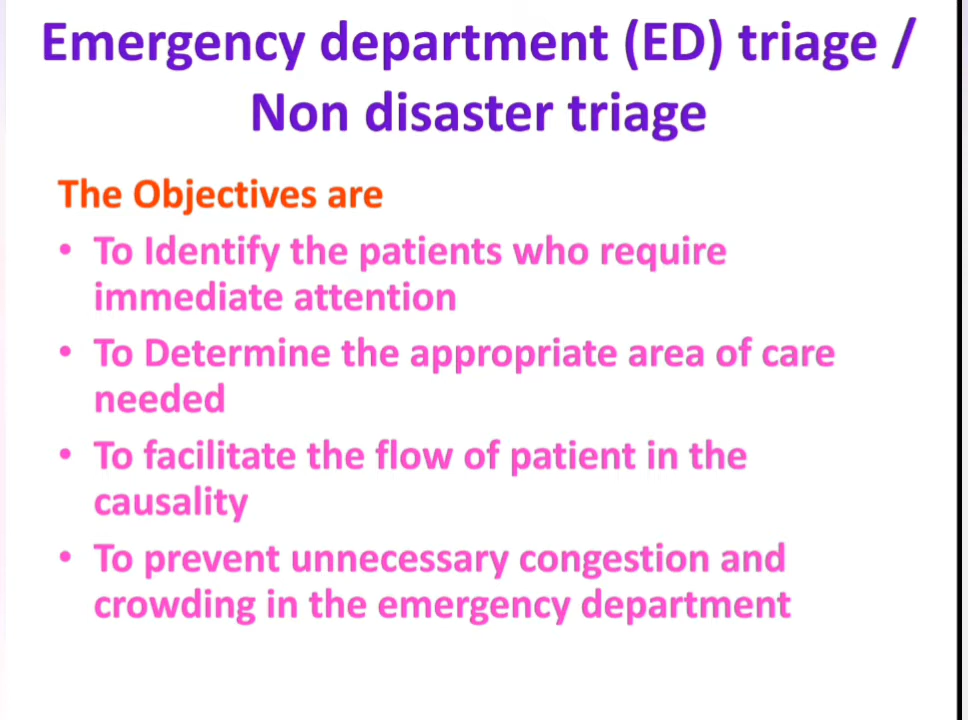 Emergency department (ED) triage /
Non disaster triage
The Objectives are
• To Identify the patients who require
immediate attention
• To Determine the appropriate area of care
needed
• To facilitate the flow of patient in the
causality
• To prevent unnecessary congestion and
crowding in the emergency department